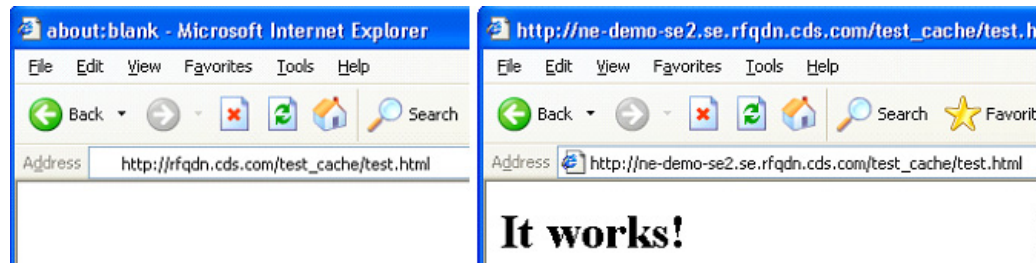 about:blank - Microsoft Internet Explorer
File Edit View Favorites Tools Help
Back Search
Address http://rfqdn.cds.com/test_cache/test.html
http://ne-demo-se2.se.rfqdn.cds.com/test_cache/test.h
File Edit View Favorites Tools Help
Back Search Favorit
Address http://ne-demo-se2.se.rfqdn.cds.com/test_cache/test.html
It works!